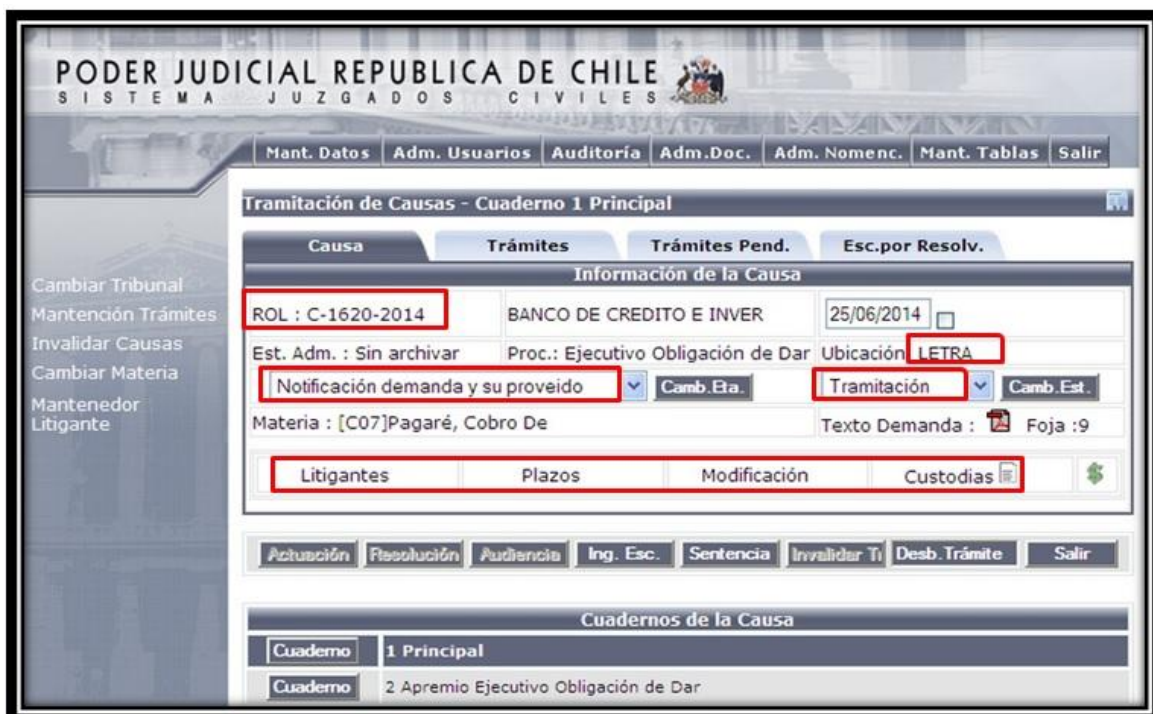 PODER JUDICIAL REPUBLICA DE CHILE
SISTEMA JUZGADOS CIVILES
Mant. Datos Adm. Usuarios Auditoría Adm.Doc. Adm. Nomenc. Mant. Tablas Salir
Cambiar Tribunal
Mantención Trámites
Invalidar Causas
Cambiar Materia
Mantenedor
Litigante
Tramitación de Causas - Cuaderno 1 Principal
Causa Trámites Trámites Pend. Esc.por Resolv.
Información de la Causa
ROL : C-1620-2014 BANCO DE CREDITO E INVER 25/06/2014
Est. Adm. : Sin archivar Proc.: Ejecutivo Obligación de Dar Ubicación LETRA
Notificación demanda y su proveido Camb.Eta. Tramitación Camb.Est.
Materia : [C07]Pagaré, Cobro De Texto Demanda : Foja :9
Litigantes Plazos Modificación Custodias $
Actuación Resolución Audiencia Ing. Esc. Sentencia Invalidar Desb.Trámite Salir
Cuadernos de la Causa
Cuaderno 1 Principal
Cuaderno 2 Apremio Ejecutivo Obligación de Dar